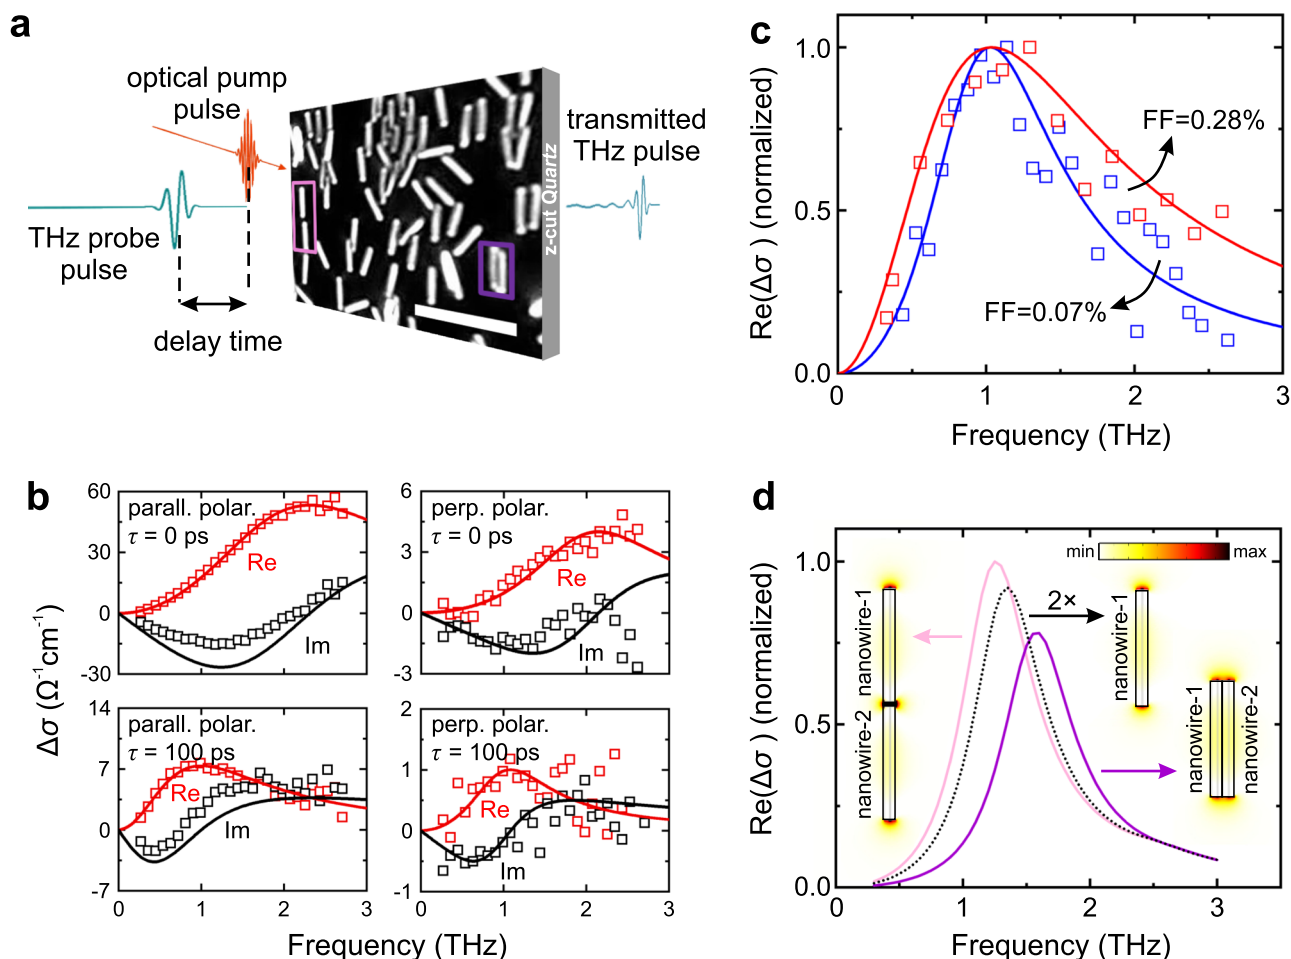 a
optical pump
pulse
THz probe
pulse
delay time
z-cut Quartz
transmitted
THz pulse
b
parall. polar.
τ = 0 ps
Re
Im
60
30
0
-30
perp. polar.
τ = 0 ps
Re
Im
6
3
0
-3
parall. polar.
τ = 100 ps
Re
Im
14
7
0
-7
0 1 2 3
perp. polar.
τ = 100 ps
Re
Im
2
1
0
-1
0 1 2 3
Δσ (Ω⁻¹cm⁻¹)
Frequency (THz)
c
Re(Δσ ) (normalized)
1.0
0.5
0.0
FF=0.28%
FF=0.07%
0 1 2 3
Frequency (THz)
d
Re(Δσ ) (normalized)
1.0
0.5
0.0
min max
nanowire-1
nanowire-2
2×
nanowire-1
nanowire-1
nanowire-2
0 1 2 3
Frequency (THz)